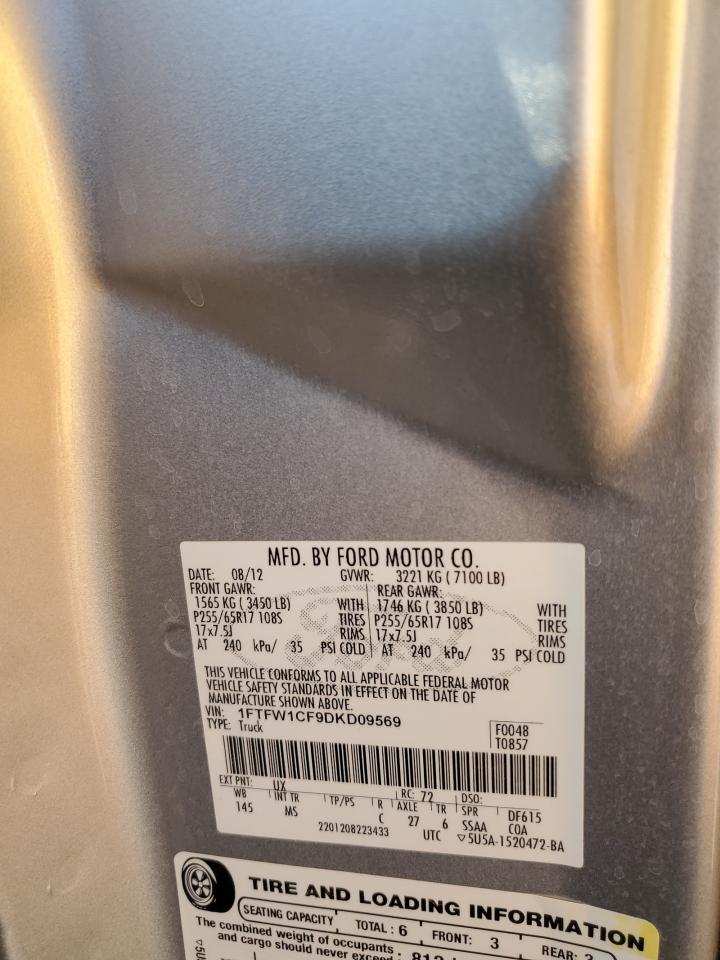 MFD. BY FORD MOTOR CO.
DATE: 08/12 GVWR: 3221 KG ( 7100 LB)
FRONT GAWR: REAR GAWR:
1565 KG ( 3450 LB) WITH 1746 KG ( 3850 LB) WITH
P255/65R17 108S TIRES P255/65R17 108S TIRES
17x7.5J RIMS 17x7.5J RIMS
AT 240 kPa/ 35 PSI COLD AT 240 kPa/ 35 PSI COLD
THIS VEHICLE CONFORMS TO ALL APPLICABLE FEDERAL MOTOR
VEHICLE SAFETY STANDARDS IN EFFECT ON THE DATE OF
MANUFACTURE SHOWN ABOVE.
VIN: 1FTFW1CF9DKD09569
TYPE: Truck
F0048
T0857
EXT PNT: UX RC: 72 DSO:
WB INT TR TP/PS R AXLE TR SPR DF615
145 MS C 27 6 SSAA COA
2201208223433 UTC ▽5U5A-1520472-BA
TIRE AND LOADING INFORMATION
SEATING CAPACITY TOTAL : 6 FRONT: 3 REAR: 3
The combined weight of occupants :
and cargo should never exceed